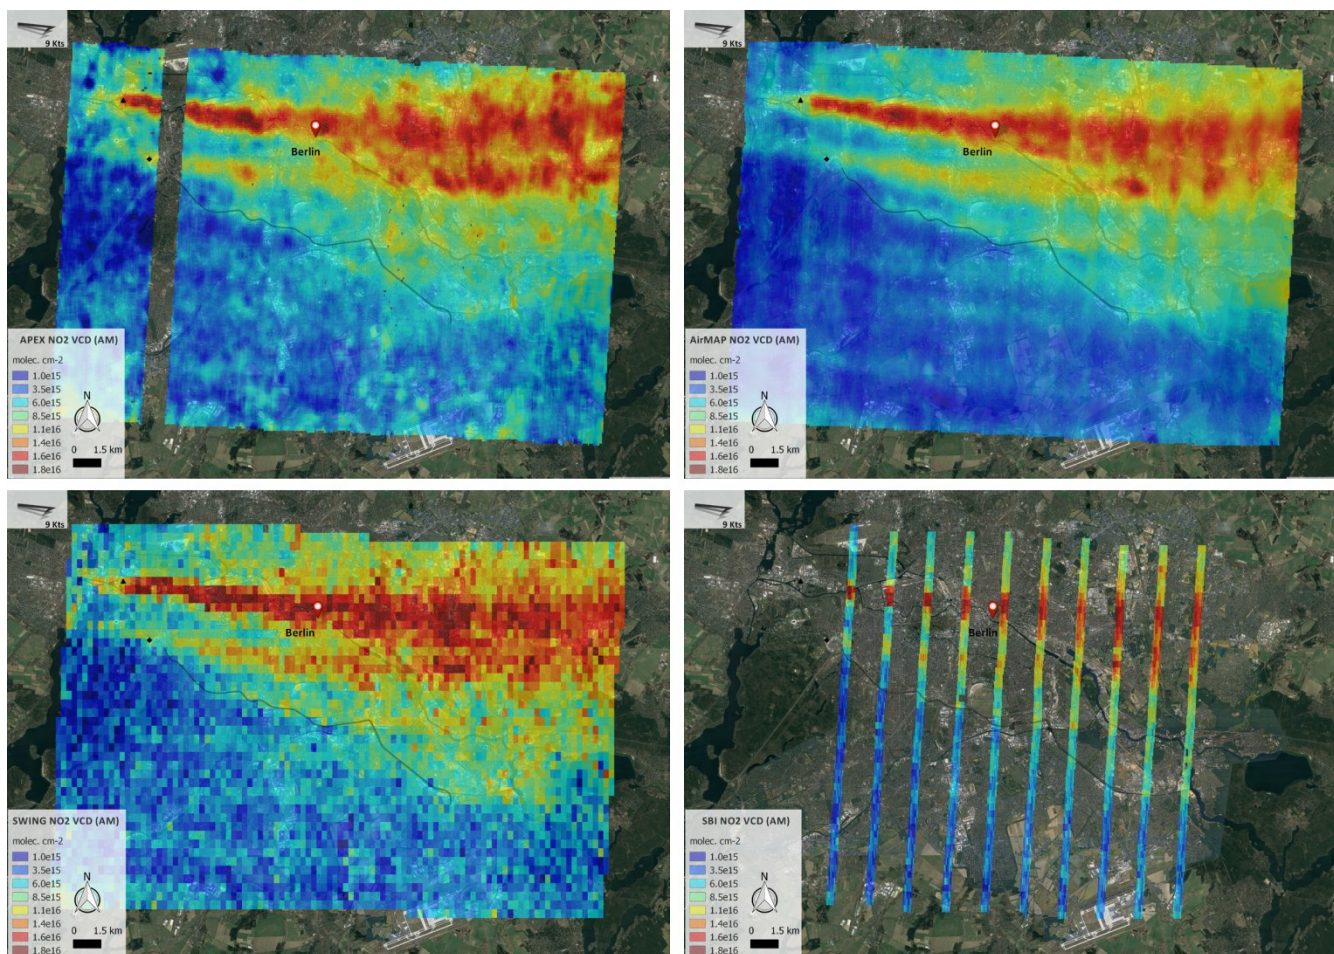 9 Kts
Berlin
APEX NO2 VCD (AM)
molec. cm-2
1.0e15
3.5e15
6.0e15
8.5e15
1.1e16
1.4e16
1.6e16
1.8e16
N
0 1.5 km
9 Kts
Berlin
AirMAP NO2 VCD (AM)
molec. cm-2
1.0e15
3.5e15
6.0e15
8.5e15
1.1e16
1.4e16
1.6e16
1.8e16
N
0 1.5 km
9 Kts
Berlin
SWING NO2 VCD (AM)
molec. cm-2
1.0e15
3.5e15
6.0e15
8.5e15
1.1e16
1.4e16
1.6e16
1.8e16
N
0 1.5 km
9 Kts
Berlin
SBI NO2 VCD (AM)
molec. cm-2
1.0e15
3.5e15
6.0e15
8.5e15
1.1e16
1.4e16
1.6e16
1.8e16
N
0 1.5 km